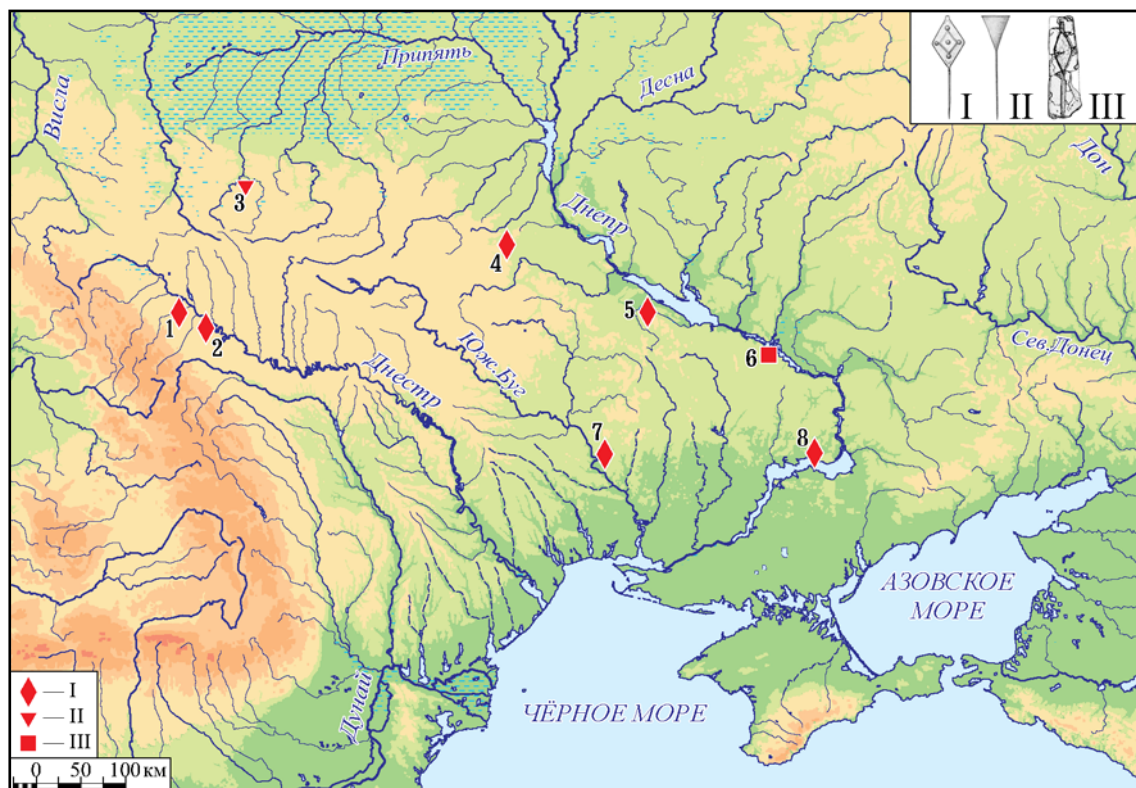 I II III
Припять
Десна
Висла
Дон
3
Днепр
4
1
2
5
Сев.Донец
Юж.Буг
6
Днестр
7
8
АЗОВСКОЕ
МОРЕ
— I
— II
— III
Дунай
ЧЁРНОЕ МОРЕ
0 50 100 км